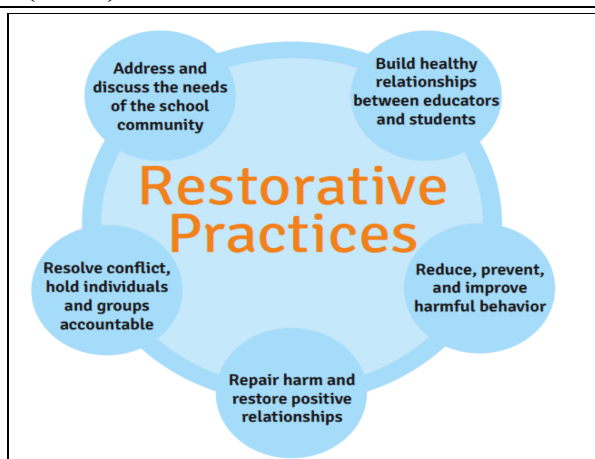 Address and
discuss the needs
of the school
community
Build healthy
relationships
between educators
and students
Restorative
Practices
Resolve conflict,
hold individuals
and groups
accountable
Reduce, prevent,
and improve
harmful behavior
Repair harm and
restore positive
relationships